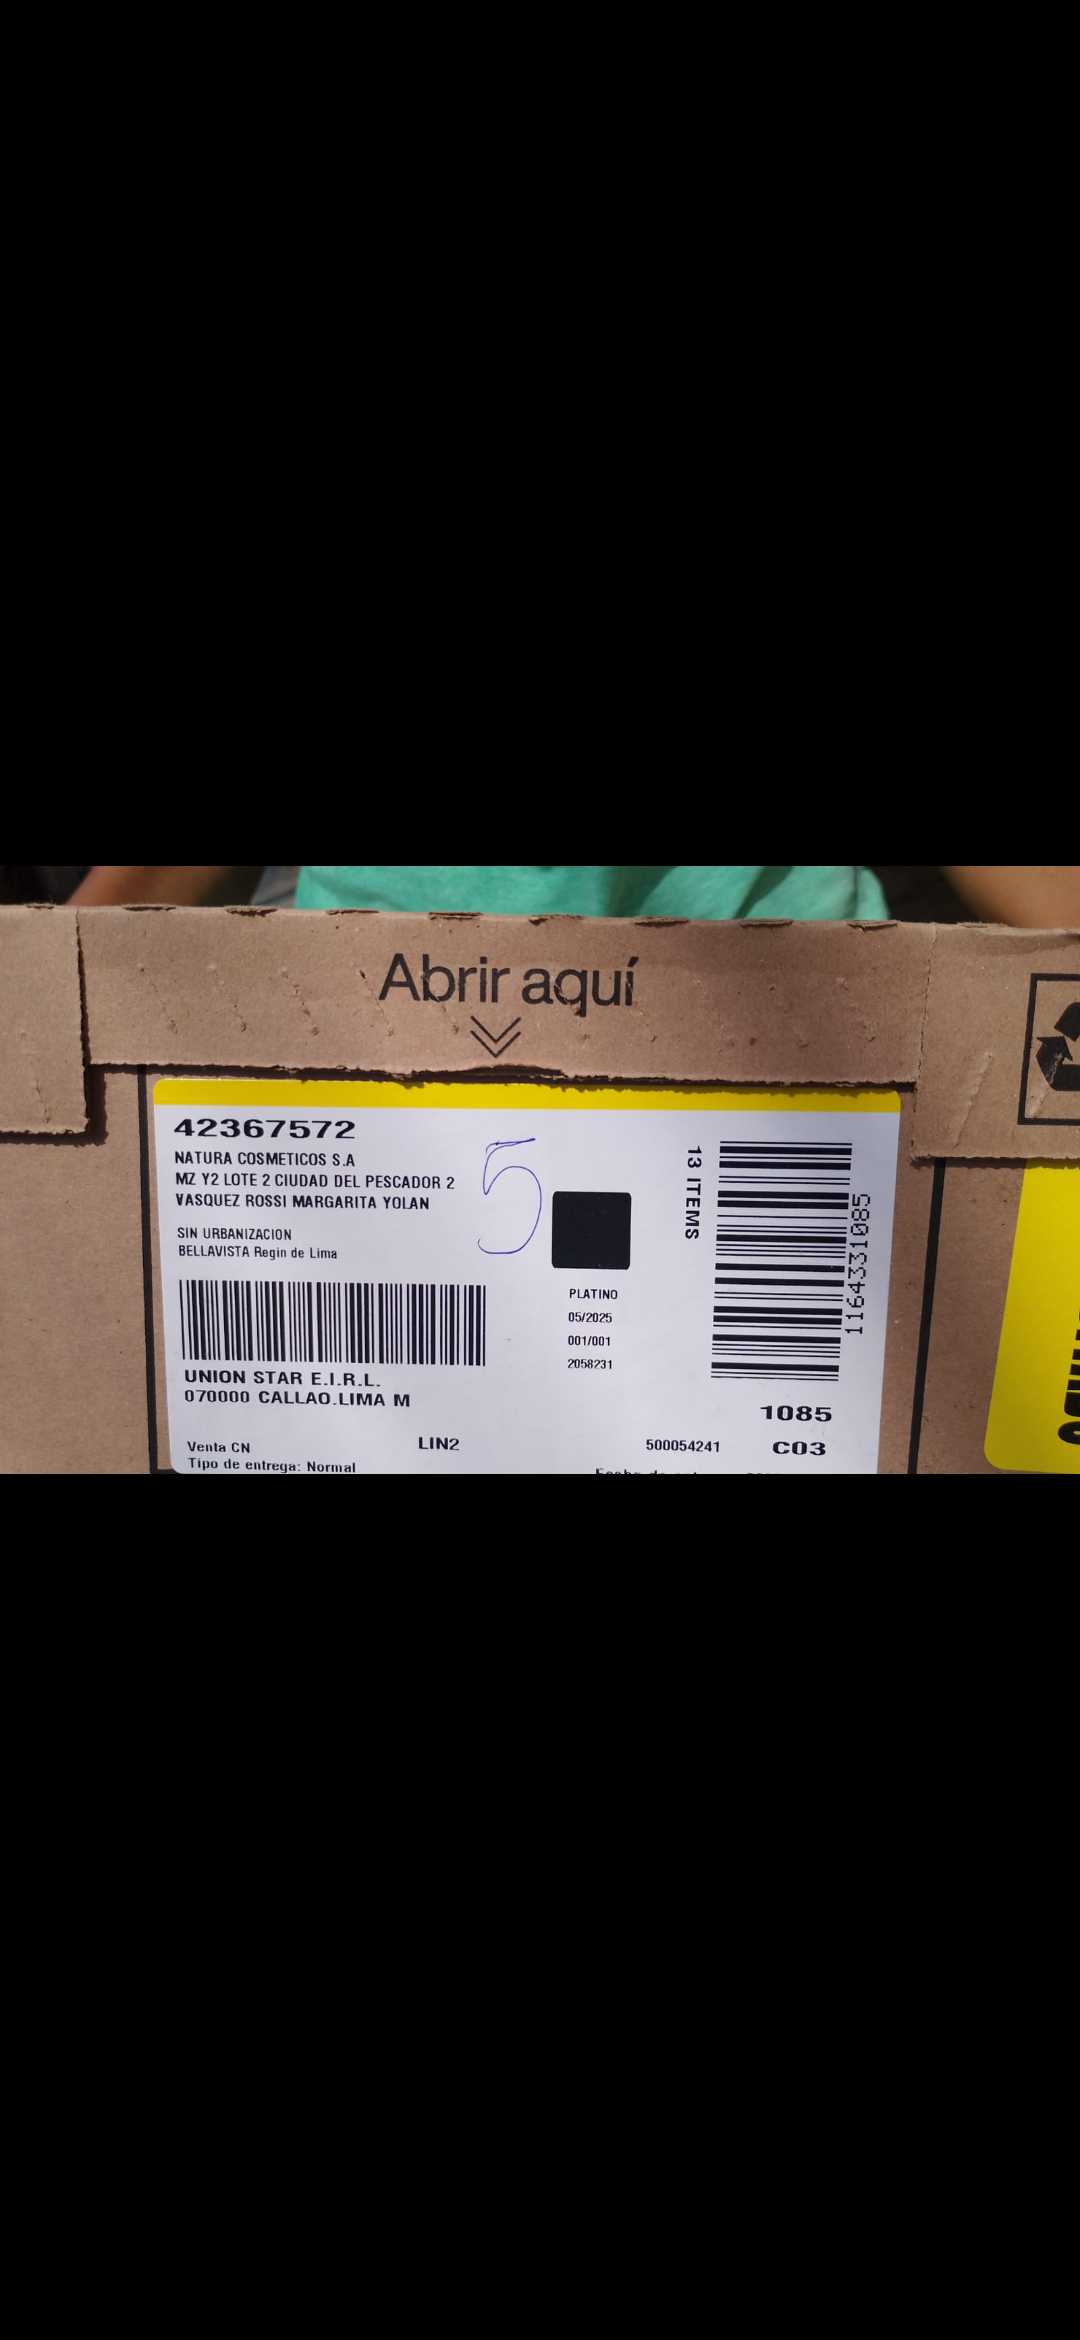 Abrir aquí
42367572
NATURA COSMETICOS S.A
MZ Y2 LOTE 2 CIUDAD DEL PESCADOR 2
VASQUEZ ROSSI MARGARITA YOLAN
SIN URBANIZACION
BELLAVISTA Regin de Lima
5
PLATINO
05/2025
001/001
2058231
13 ITEMS
1164331085
UNION STAR E.I.R.L.
070000 CALLAO.LIMA M
1085
Venta CN
LIN2
500054241
C03
Tipo de entrega: Normal